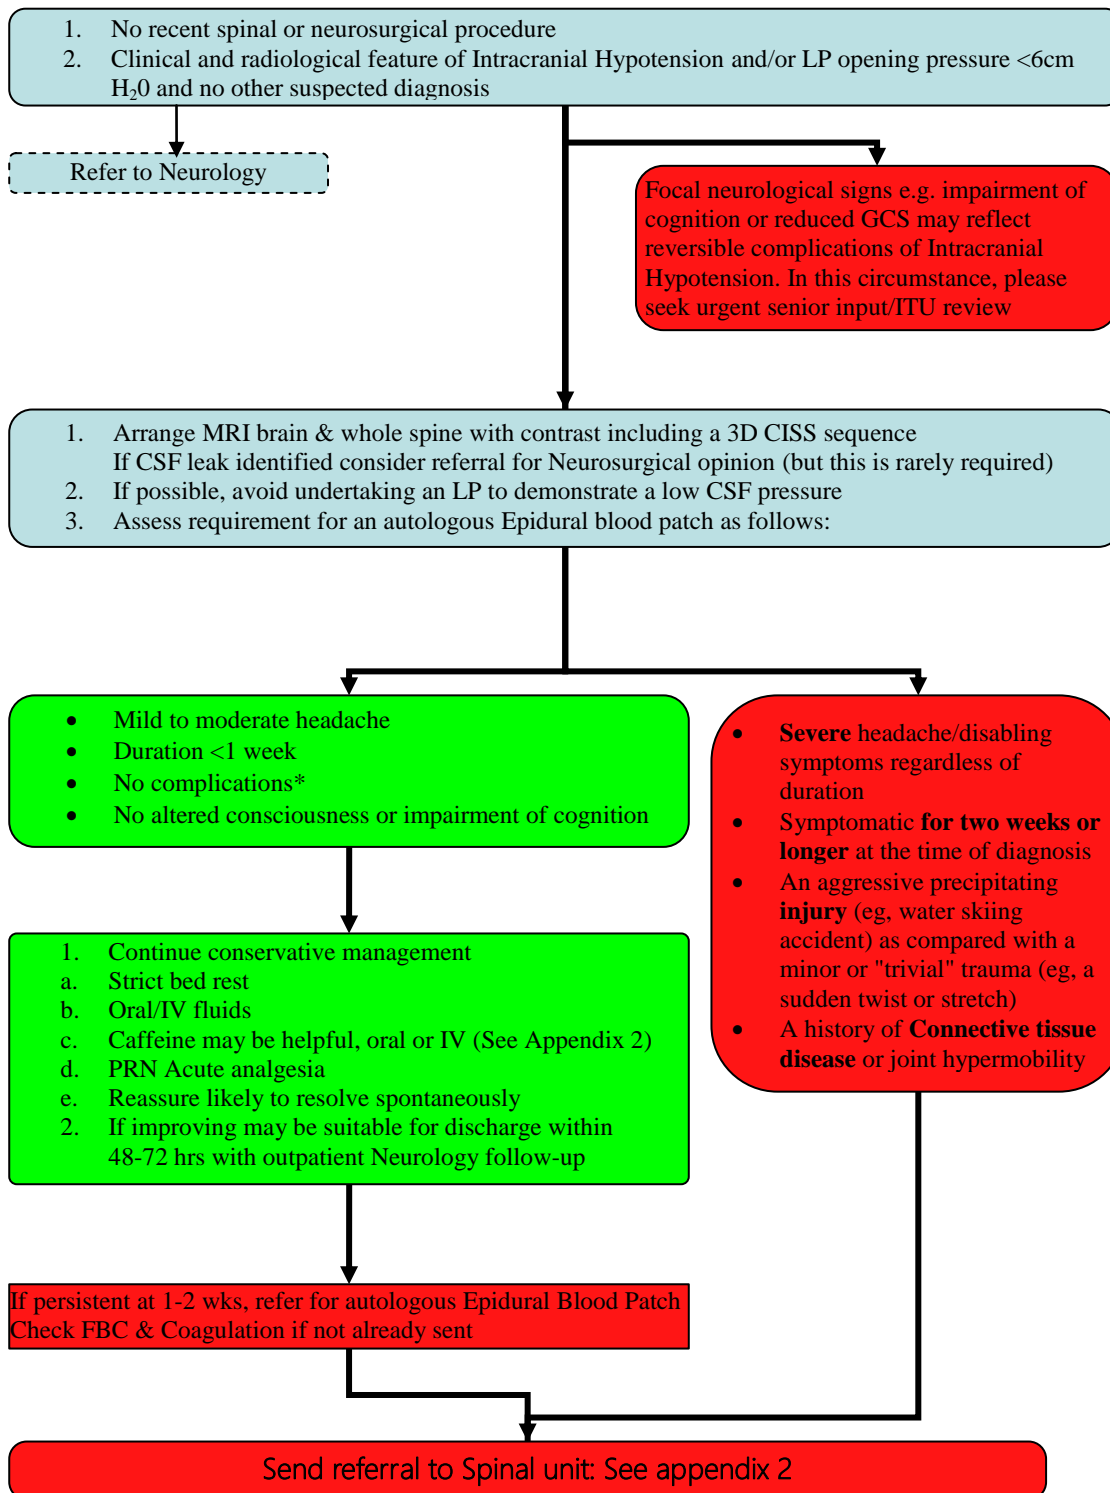 1. No recent spinal or neurosurgical procedure
2. Clinical and radiological feature of Intracranial Hypotension and/or LP opening pressure <6cm
H₂0 and no other suspected diagnosis
Refer to Neurology
Focal neurological signs e.g. impairment of
cognition or reduced GCS may reflect
reversible complications of Intracranial
Hypotension. In this circumstance, please
seek urgent senior input/ITU review
1. Arrange MRI brain & whole spine with contrast including a 3D CISS sequence
If CSF leak identified consider referral for Neurosurgical opinion (but this is rarely required)
2. If possible, avoid undertaking an LP to demonstrate a low CSF pressure
3. Assess requirement for an autologous Epidural blood patch as follows:
• Mild to moderate headache
• Duration <1 week
• No complications*
• No altered consciousness or impairment of cognition
• Severe headache/disabling
symptoms regardless of
duration
• Symptomatic for two weeks or
longer at the time of diagnosis
• An aggressive precipitating
injury (eg, water skiing
accident) as compared with a
minor or "trivial" trauma (eg, a
sudden twist or stretch)
• A history of Connective tissue
disease or joint hypermobility
1. Continue conservative management
a. Strict bed rest
b. Oral/IV fluids
c. Caffeine may be helpful, oral or IV (See Appendix 2)
d. PRN Acute analgesia
e. Reassure likely to resolve spontaneously
2. If improving may be suitable for discharge within
48-72 hrs with outpatient Neurology follow-up
If persistent at 1-2 wks, refer for autologous Epidural Blood Patch
Check FBC & Coagulation if not already sent
Send referral to Spinal unit: See appendix 2